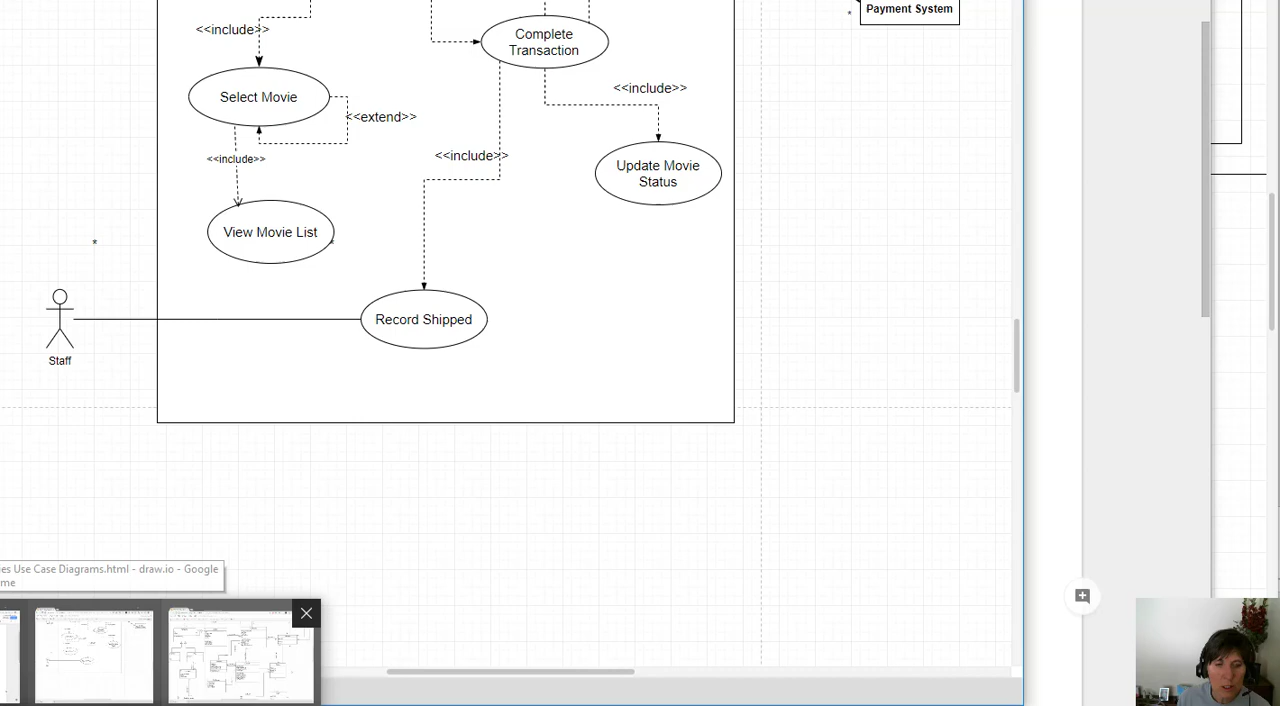 Payment System
<<include>>
Complete
Transaction
<<include>>
Select Movie
<<extend>>
<<include>>
<<include>>
Update Movie
Status
View Movie List
*
*
*
Record Shipped
Staff
es Use Case Diagrams.html - draw.io - Google
me